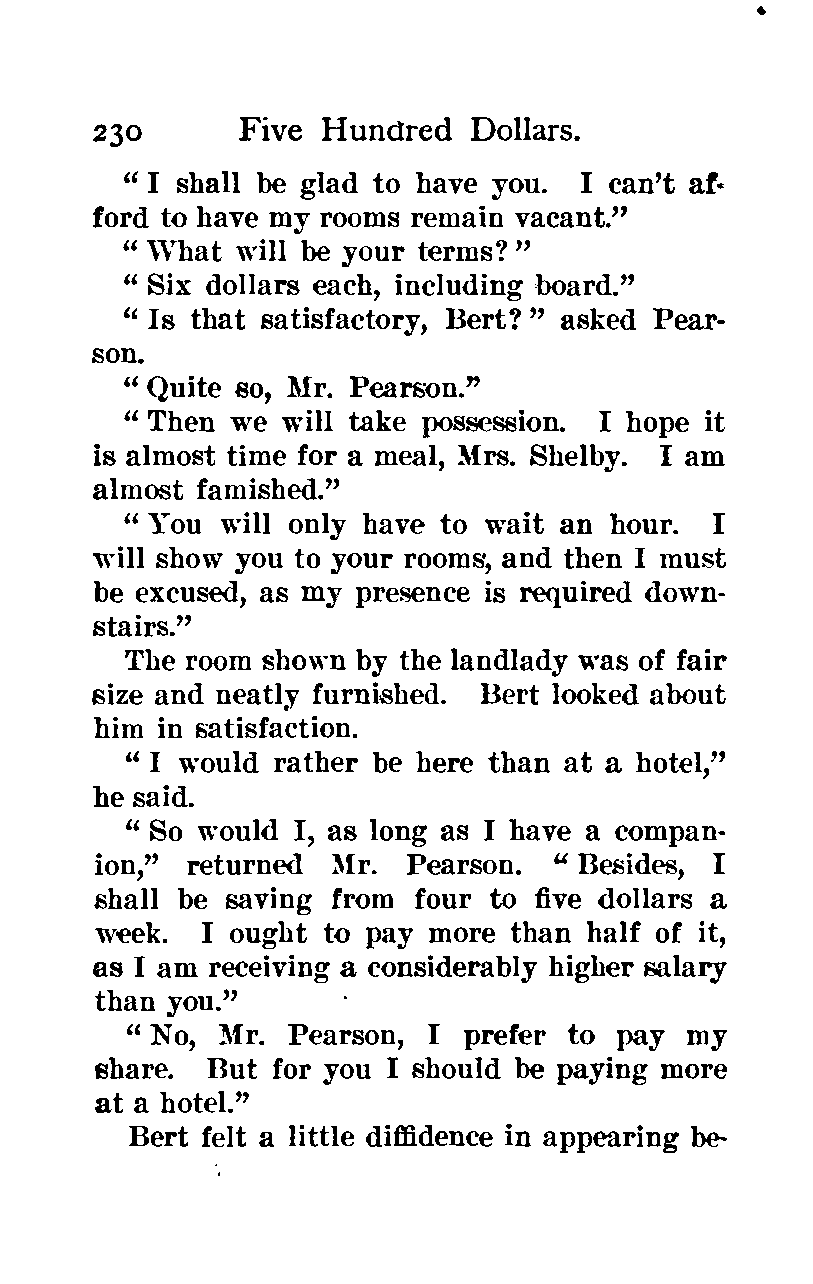 230 Five Hundred Dollars.
“ I shall be glad to have you. I can’t af-
ford to have my rooms remain vacant.”
“ What will be your terms? ”
“ Six dollars each, including board.”
“ Is that satisfactory, Bert? ” asked Pear-
son.
“ Quite so, Mr. Pearson.”
“ Then we will take possession. I hope it
is almost time for a meal, Mrs. Shelby. I am
almost famished.”
“ You will only have to wait an hour. I
will show you to your rooms, and then I must
be excused, as my presence is required down-
stairs.”
The room shown by the landlady was of fair
size and neatly furnished. Bert looked about
him in satisfaction.
“ I would rather be here than at a hotel,”
he said.
“ So would I, as long as I have a compan-
ion,” returned Mr. Pearson. “ Besides, I
shall be saving from four to five dollars a
week. I ought to pay more than half of it,
as I am receiving a considerably higher salary
than you.”
“ No, Mr. Pearson, I prefer to pay my
share. But for you I should be paying more
at a hotel.”
Bert felt a little diffidence in appearing be-